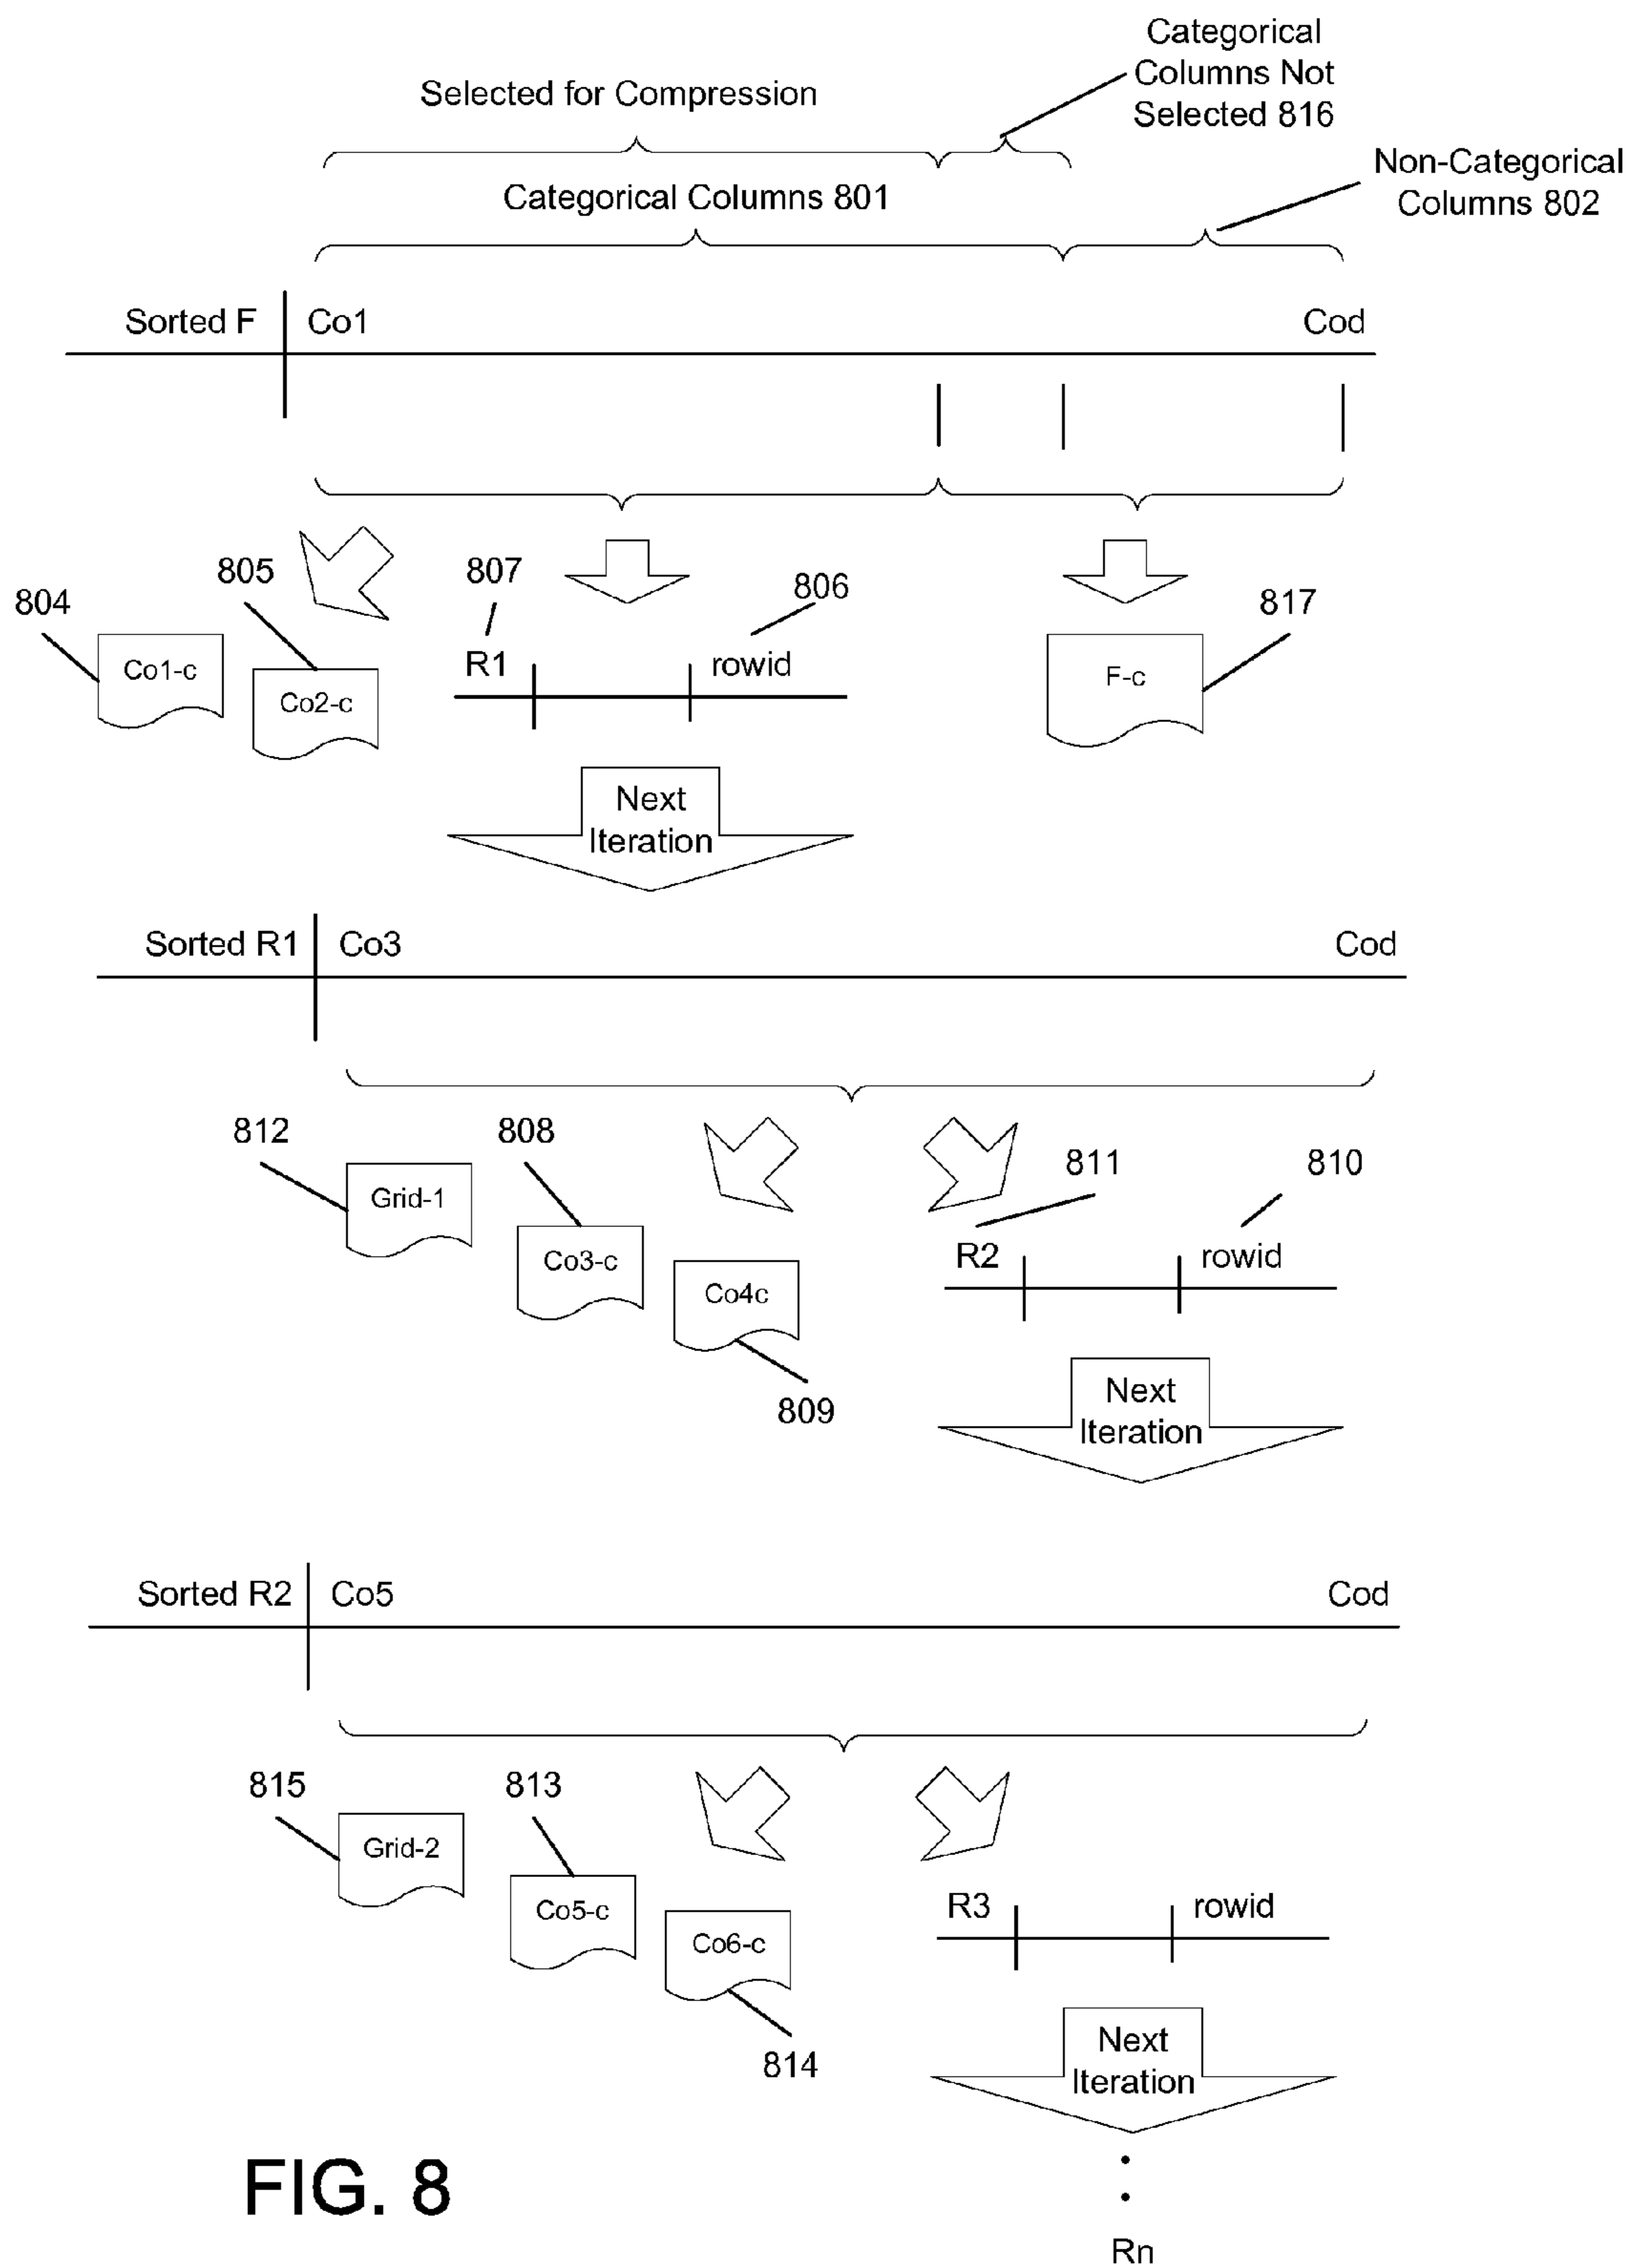 Categorical
Columns Not
Selected 816
Selected for Compression
Non-Categorical
Columns 802
Categorical Columns 801
Sorted F Co1 Cod
805 807 806 817
804
Co1-c Co2-c R1 rowid F-c
Next
Iteration
Sorted R1 Co3 Cod
812 808 811 810
Grid-1 Co3-c Co4c R2 rowid
809
Next
Iteration
Sorted R2 Co5 Cod
815 813
Grid-2 Co5-c Co6-c R3 rowid
814
Next
Iteration
FIG. 8
Rn